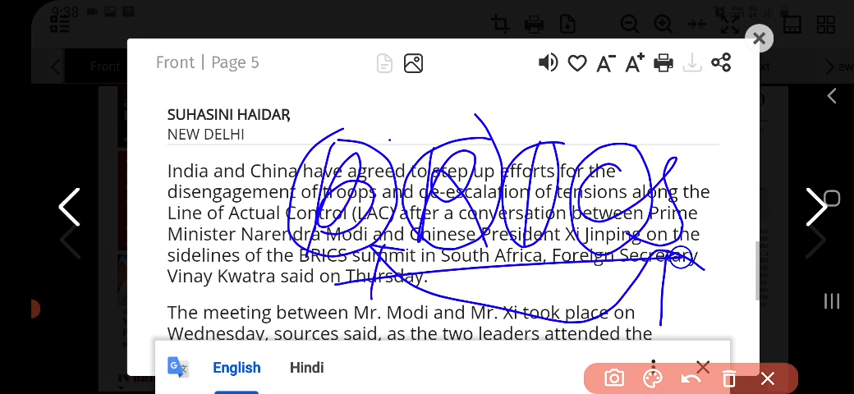 9:38
Front
Front | Page 5
A- A+
SUHASINI HAIDAR,
NEW DELHI
India and China have agreed to step up efforts for the
disengagement of troops and de-escalation of tensions along the
Line of Actual Control (LAC) after a conversation between Prime
Minister Narendra Modi and Chinese President Xi Jinping on the
sidelines of the BRICS summit in South Africa, Foreign Secretary
Vinay Kwatra said on Thursday.
The meeting between Mr. Modi and Mr. Xi took place on
Wednesday, sources said, as the two leaders attended the
English Hindi